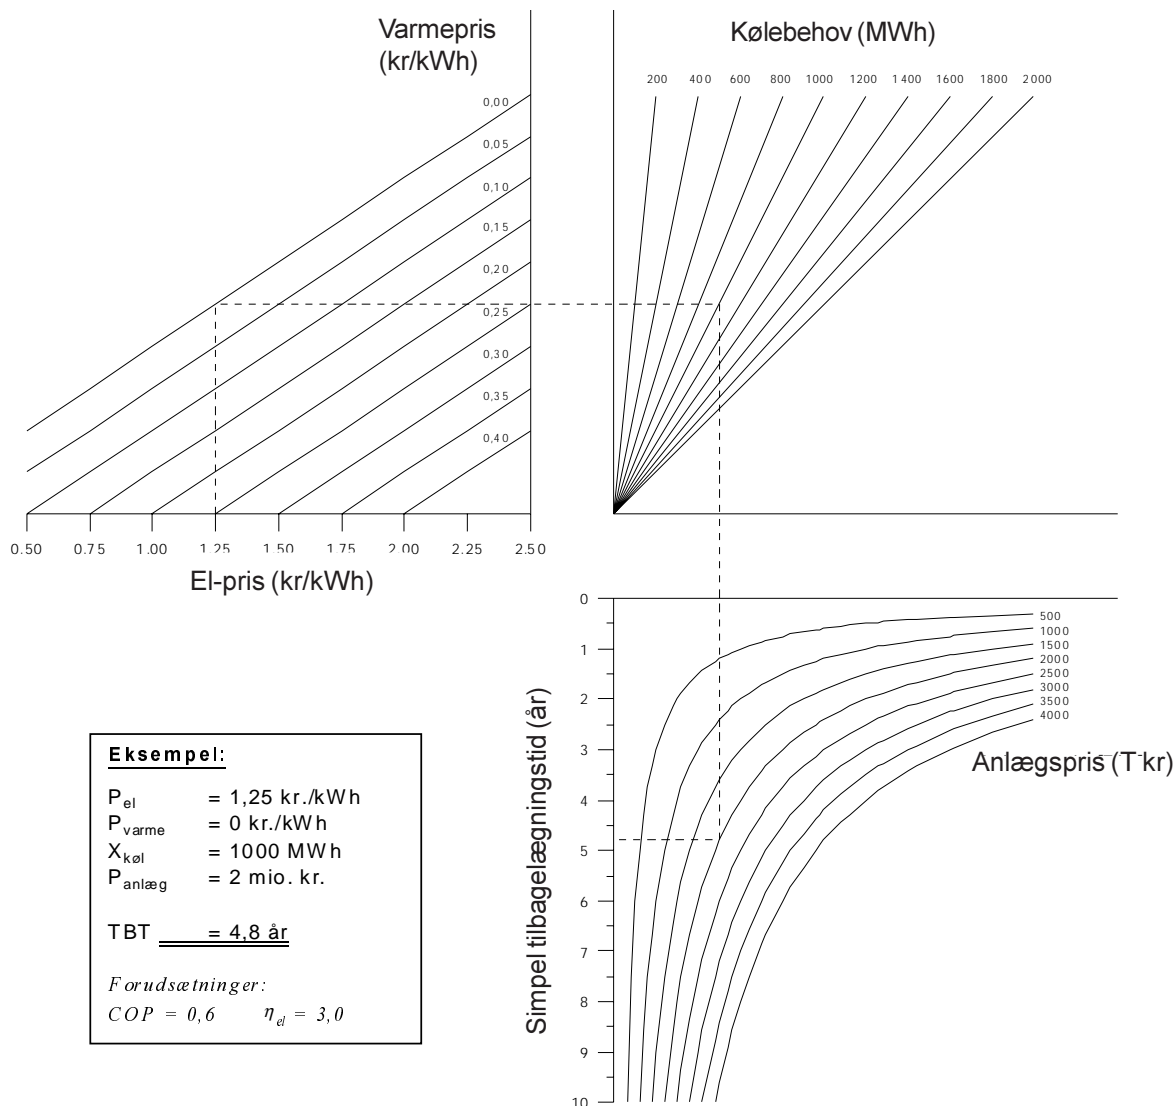 Varmepris
(kr/kWh)
0,00
0,05
0,10
0,15
0,20
0,25
0,30
0,35
0,40
0.50 0.75 1.00 1.25 1.50 1.75 2.00 2.25 2.50
El-pris (kr/kWh)
Kølebehov (MWh)
200 400 600 800 1000 1200 1400 1600 1800 2000
0
1
2
3
4
5
6
7
8
9
10
Simpel tilbagelægningstid (år)
500
1000
1500
2000
2500
3000
3500
4000
Anlægspris (T kr)
Eksempel:
P el = 1,25 kr./kWh
P varme = 0 kr./kWh
X køl = 1000 MWh
P anlæg = 2 mio. kr.
TBT = 4,8 år
Forudsætninger:
COP = 0,6 η el = 3,0